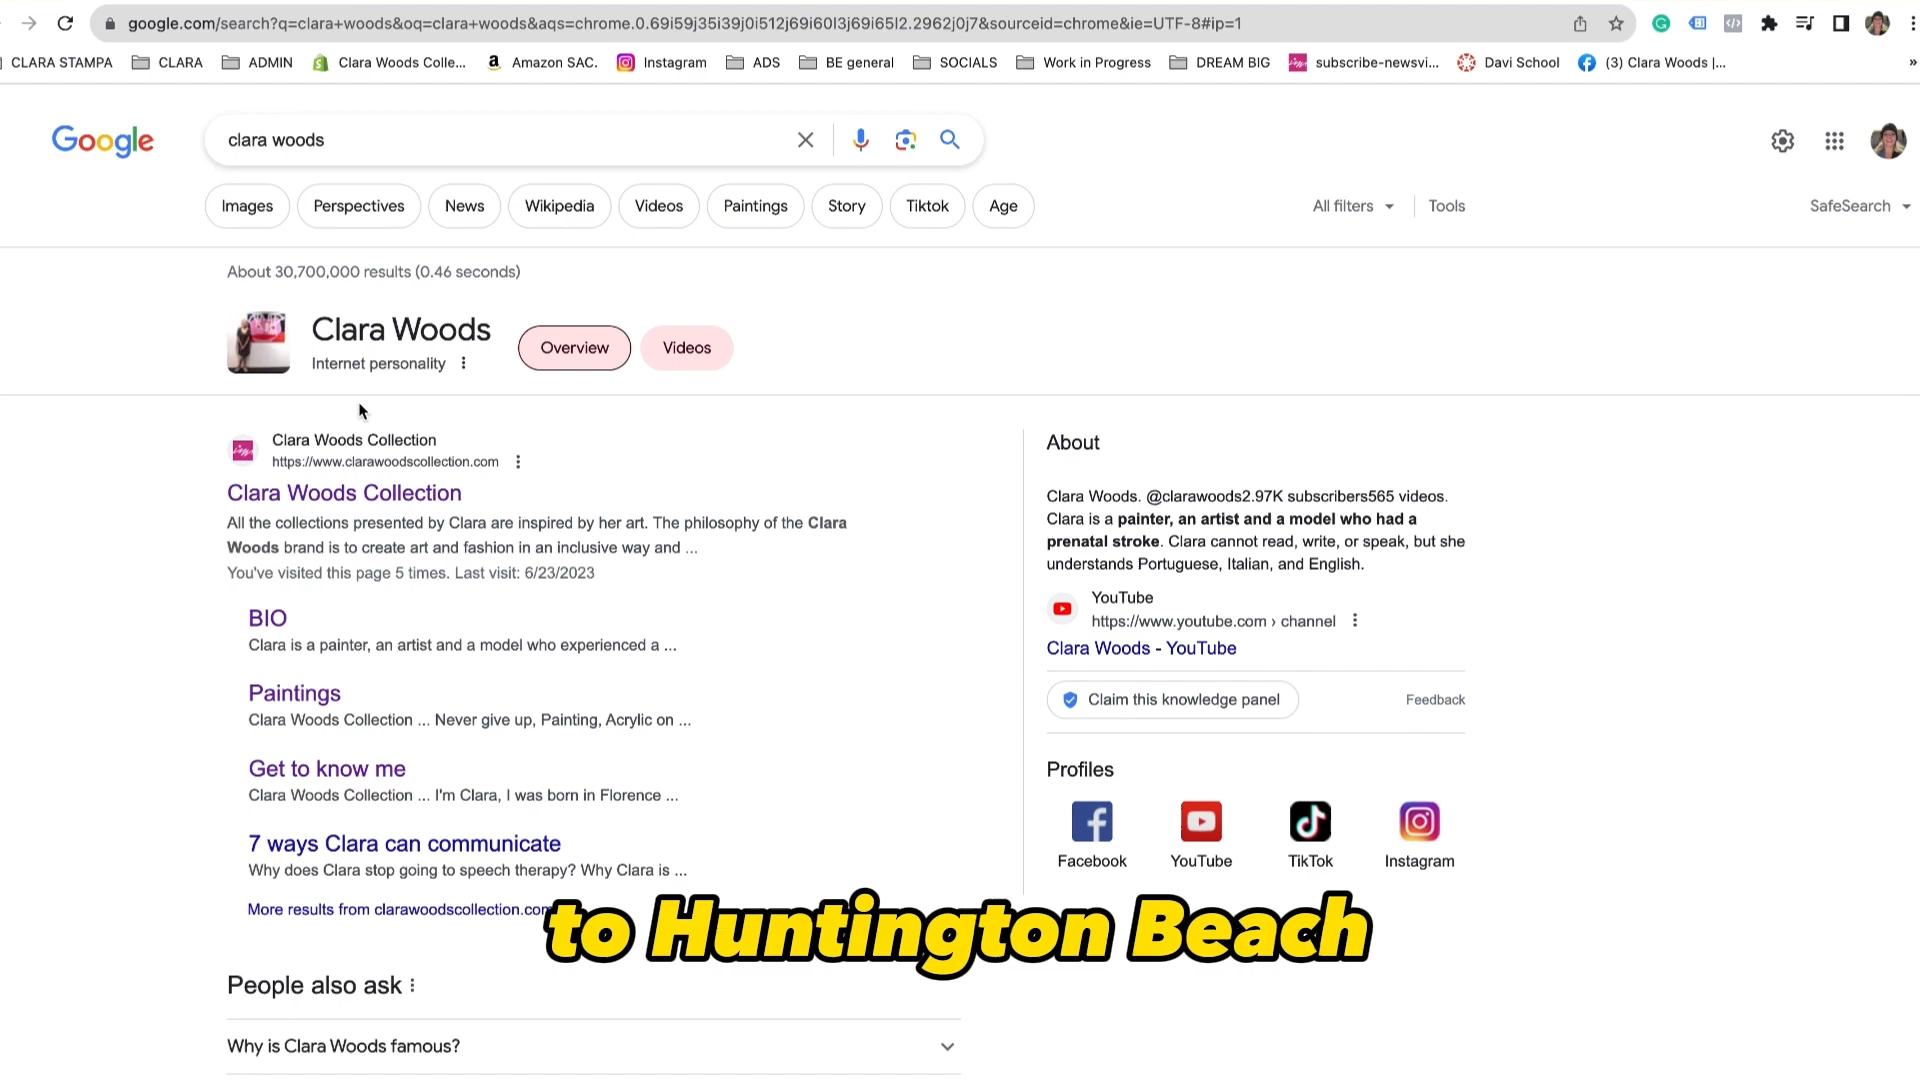 google.com/search?q=clara+woods&oq=clara+woods&aqs=chrome.0.69i59j35i39j0i512j69i60l3j69i65l2.2962j0j7&sourceid=chrome&ie=UTF-8#ip=1
CLARA STAMPA CLARA ADMIN Clara Woods Colle... Amazon SAC. Instagram ADS BE general SOCIALS Work in Progress DREAM BIG subscribe-newsvi... Davi School (3) Clara Woods |... »
Google clara woods
Images Perspectives News Wikipedia Videos Paintings Story Tiktok Age All filters Tools SafeSearch
About 30,700,000 results (0.46 seconds)
Clara Woods
Internet personality
Overview Videos
Clara Woods Collection
https://www.clarawoodscollection.com
Clara Woods Collection
All the collections presented by Clara are inspired by her art. The philosophy of the Clara
Woods brand is to create art and fashion in an inclusive way and ...
You've visited this page 5 times. Last visit: 6/23/2023
BIO
Clara is a painter, an artist and a model who experienced a ...
Paintings
Clara Woods Collection ... Never give up, Painting, Acrylic on ...
Get to know me
Clara Woods Collection ... I'm Clara, I was born in Florence ...
7 ways Clara can communicate
Why does Clara stop going to speech therapy? Why Clara is ...
More results from clarawoodscollection.com
People also ask
Why is Clara Woods famous?
About
Clara Woods. @clarawoods2.97K subscribers565 videos.
Clara is a painter, an artist and a model who had a
prenatal stroke. Clara cannot read, write, or speak, but she
understands Portuguese, Italian, and English.
YouTube
https://www.youtube.com › channel
Clara Woods - YouTube
Claim this knowledge panel Feedback
Profiles
Facebook YouTube TikTok Instagram
to Huntington Beach